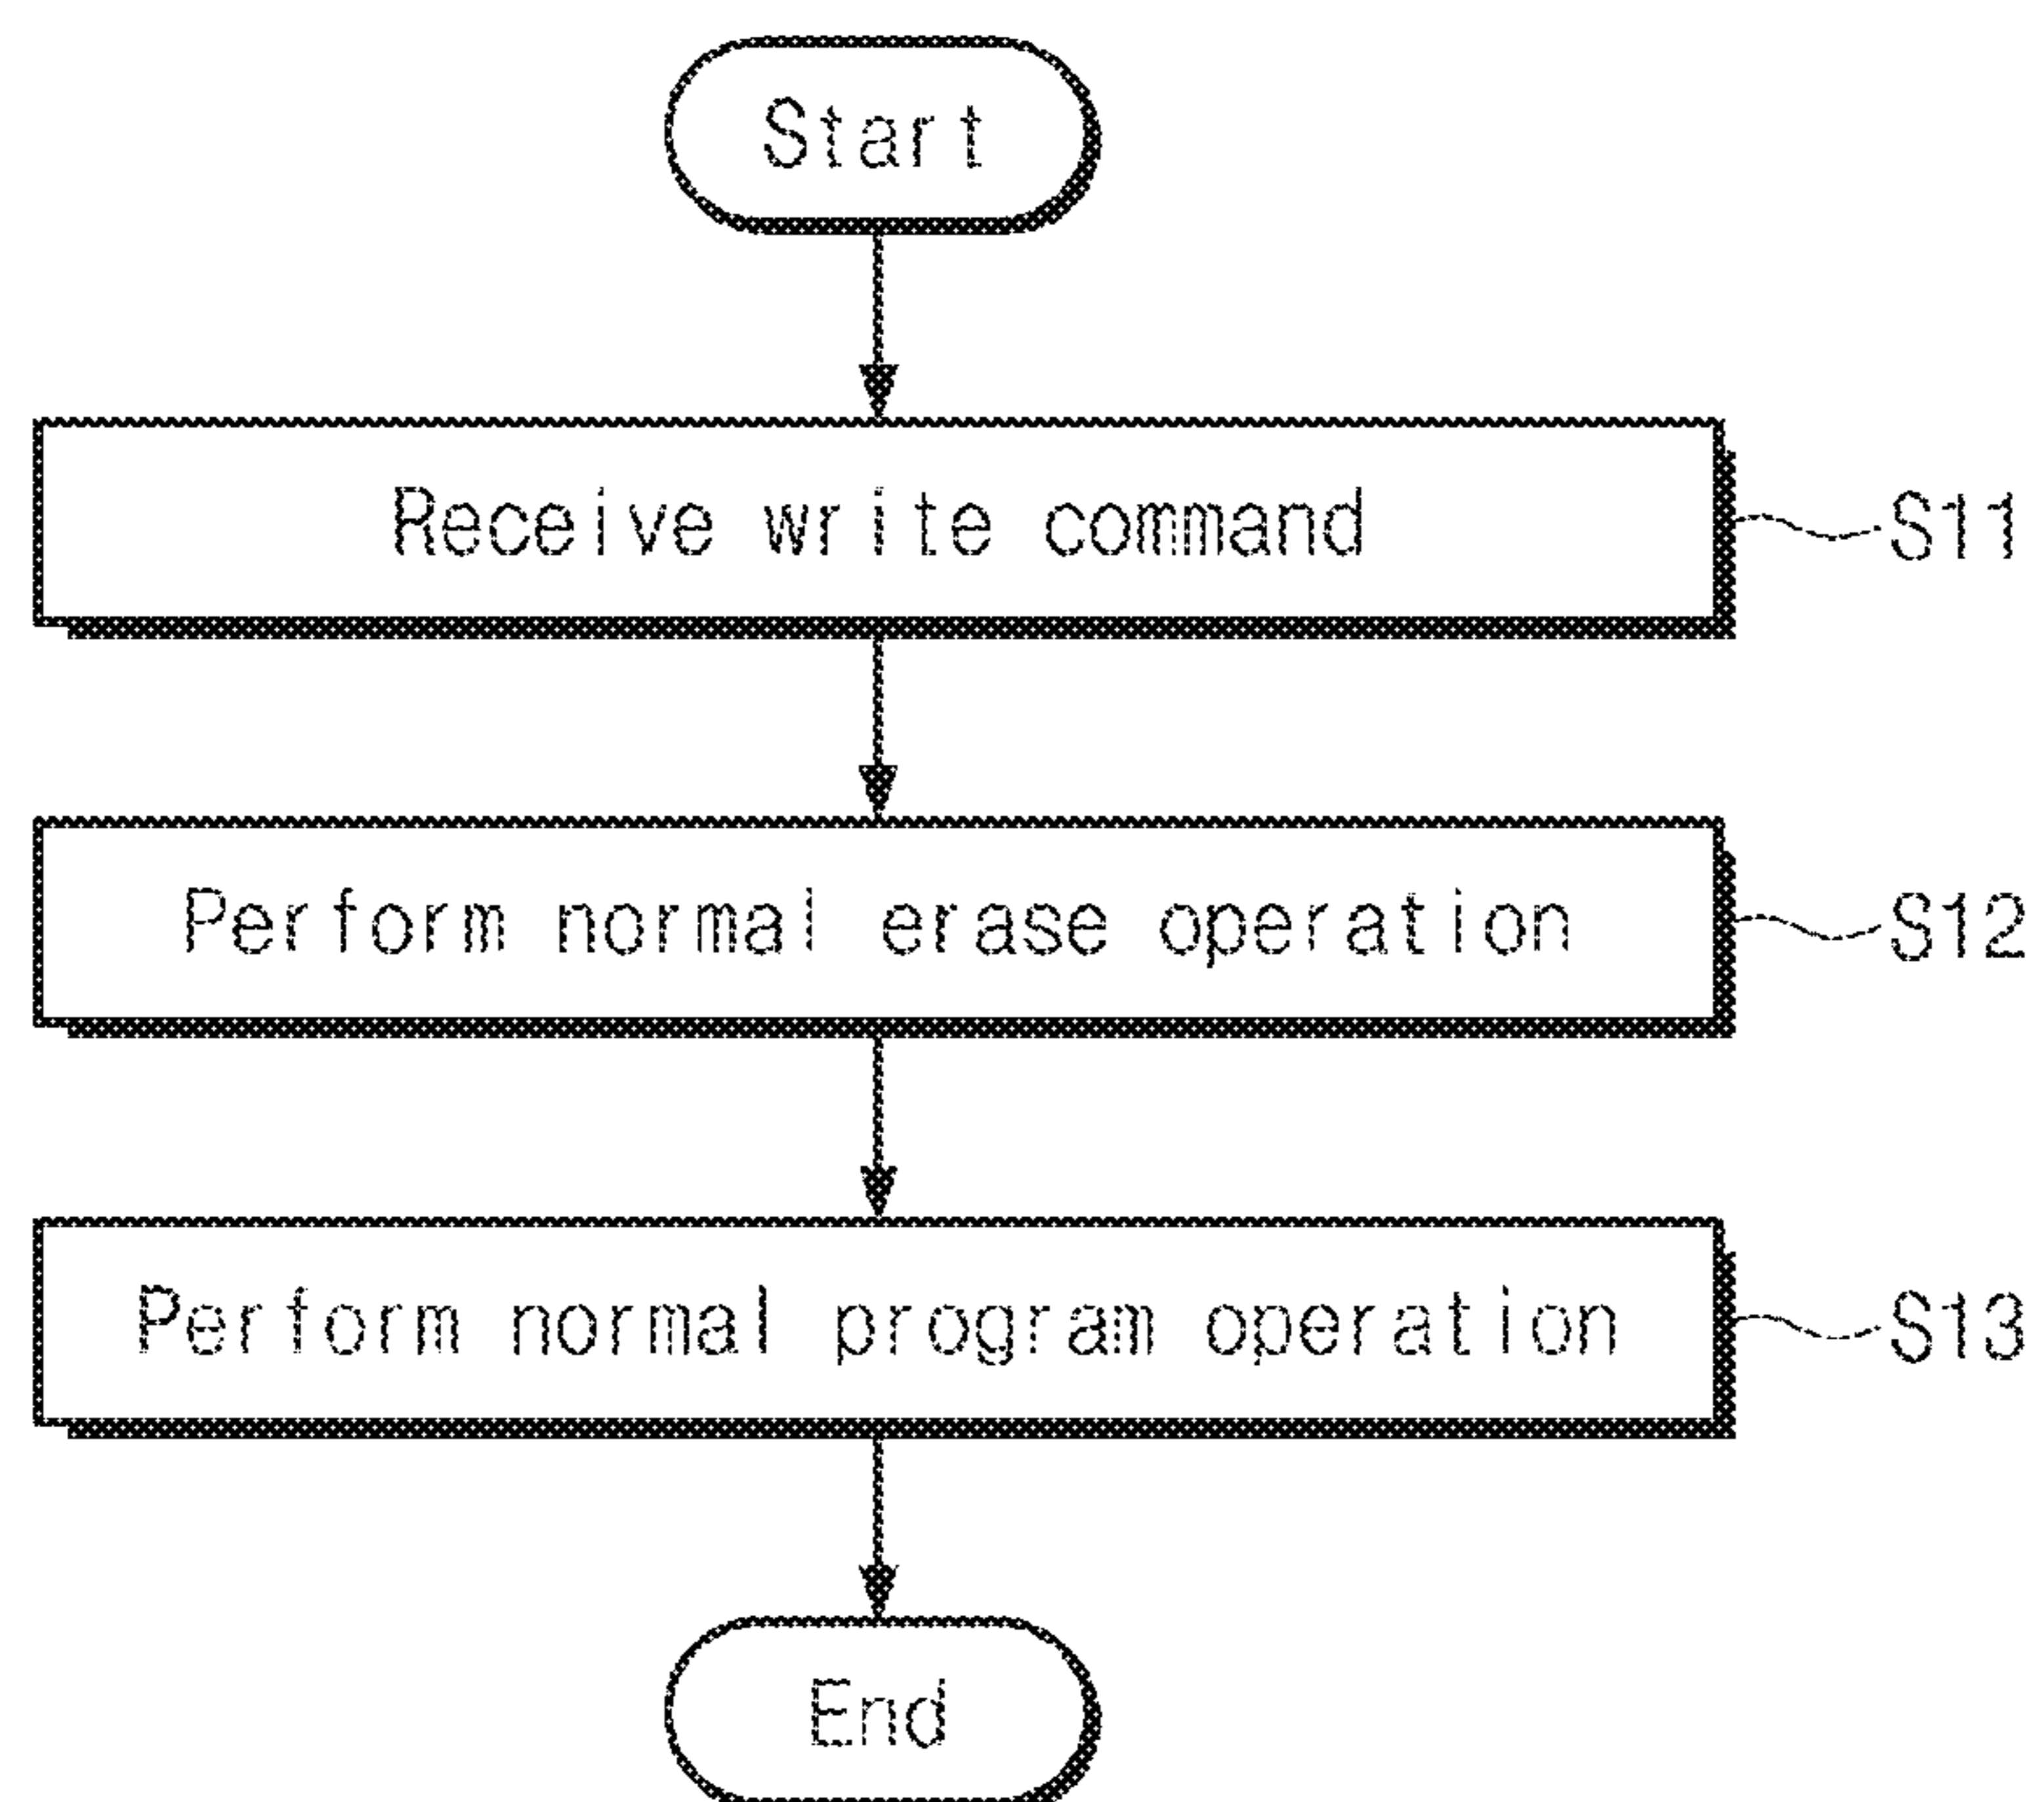 Start
Receive write command
S11
Perform normal erase operation
S12
Perform normal program operation
S13
End